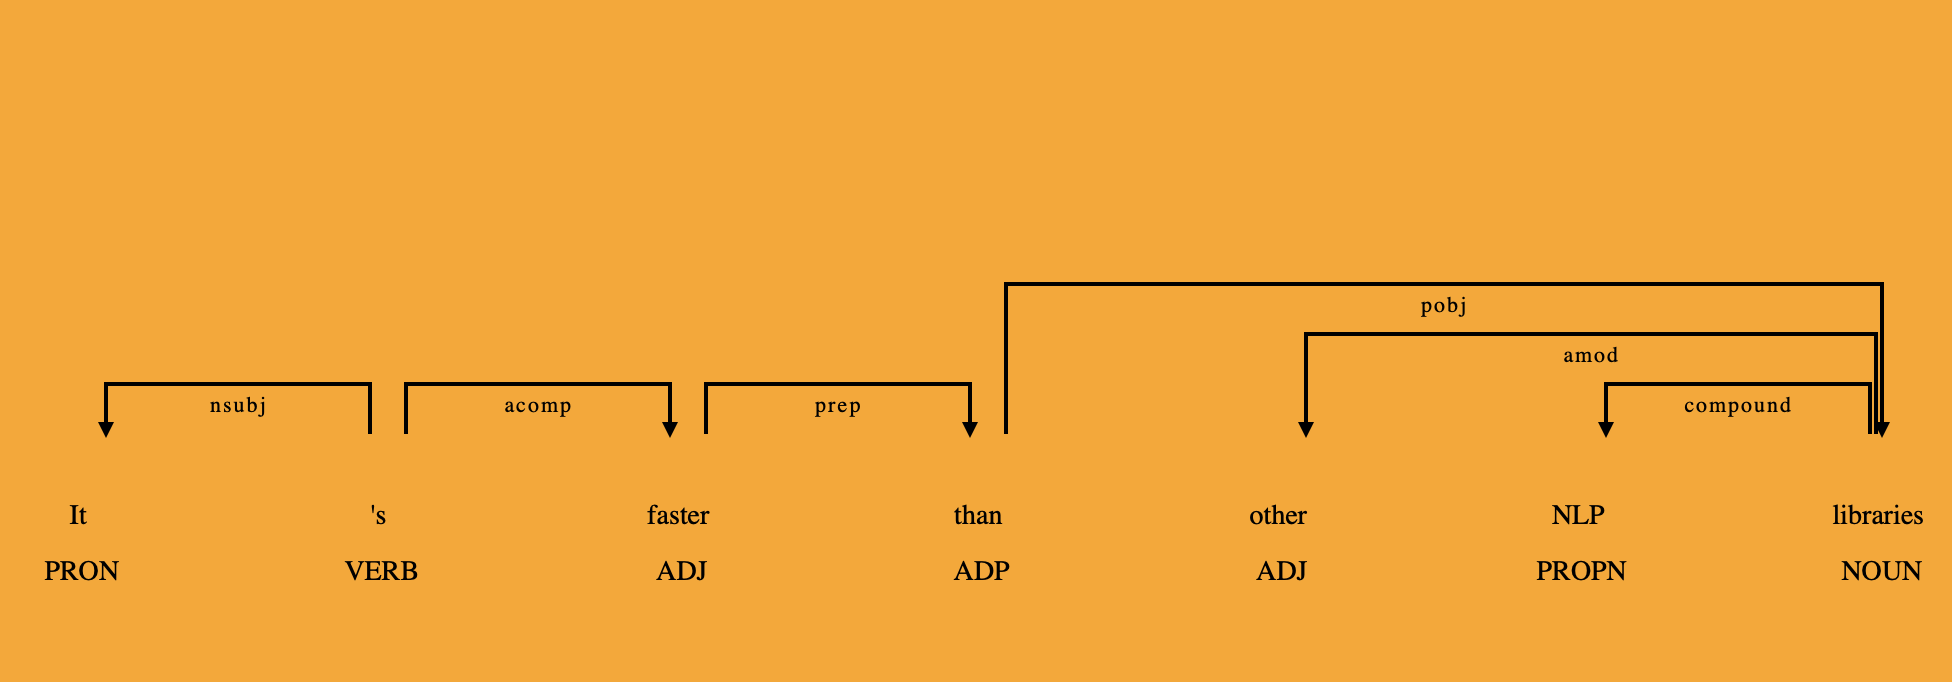 pobj
amod
nsubj acomp prep compound
It 's faster than other NLP libraries
PRON VERB ADJ ADP ADJ PROPN NOUN